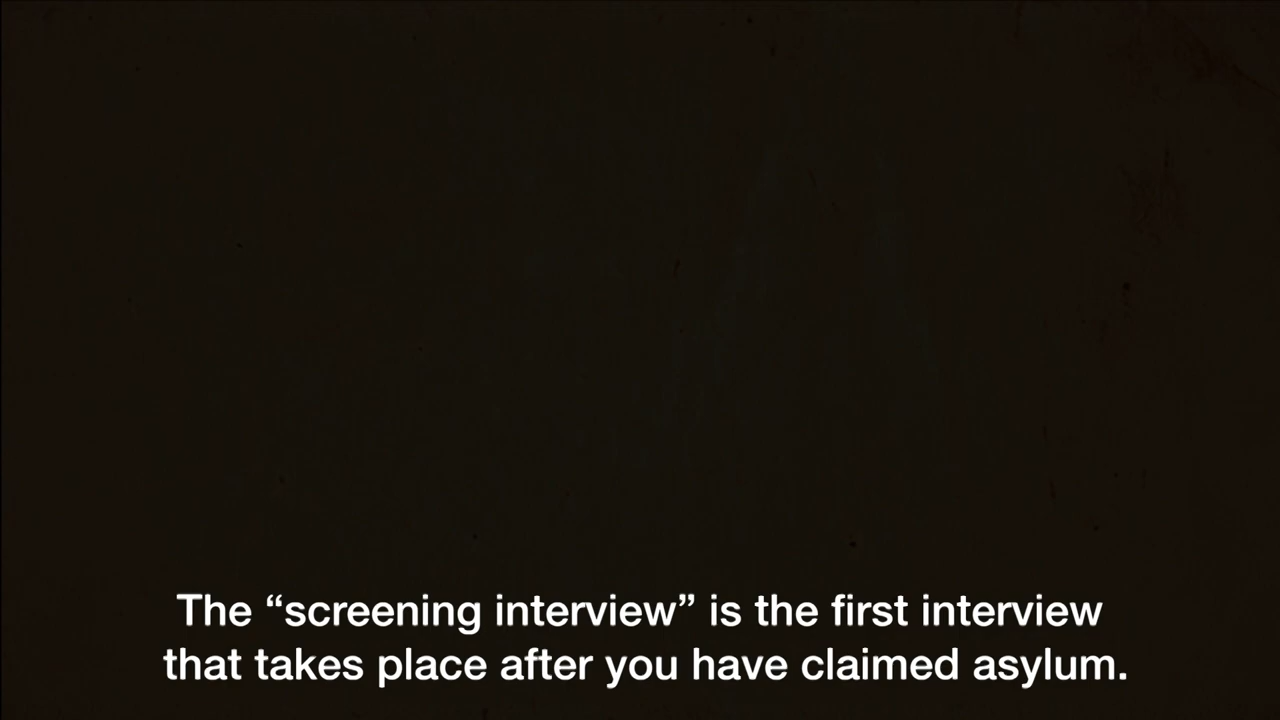 The “screening interview” is the first interview
that takes place after you have claimed asylum.